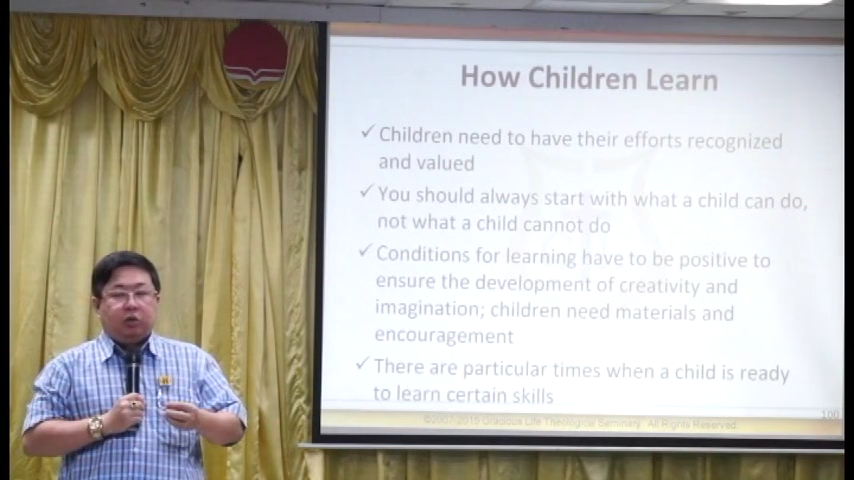 How Children Learn
✓ Children need to have their efforts recognized
and valued
✓ You should always start with what a child can do,
not what a child cannot do
✓ Conditions for learning have to be positive to
ensure the development of creativity and
imagination; children need materials and
encouragement
✓ There are particular times when a child is ready
to learn certain skills
100
Gracious Life Theological Seminary. All Rights Reserved.